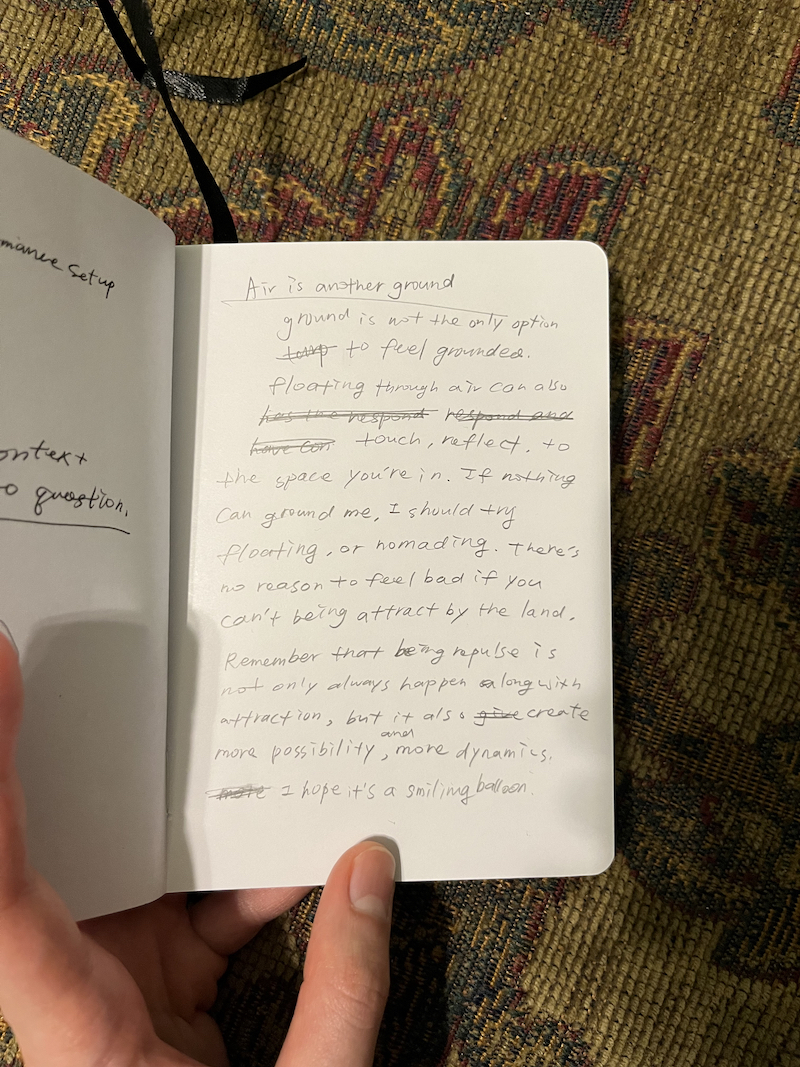 mance setup
ontext
o question.
Air is another ground
ground is not the only option
to feel grounded.
floating through air can also
has the respond respond and
have con touch, reflect, to
the space you're in. If nothing
can ground me, I should try
floating, or nomading. There's
no reason to feel bad if you
can't being attract by the land.
Remember that being repulse is
not only always happen along with
attraction, but it also give create
and
more possibility, more dynamics.
more I hope it's a smiling balloon.